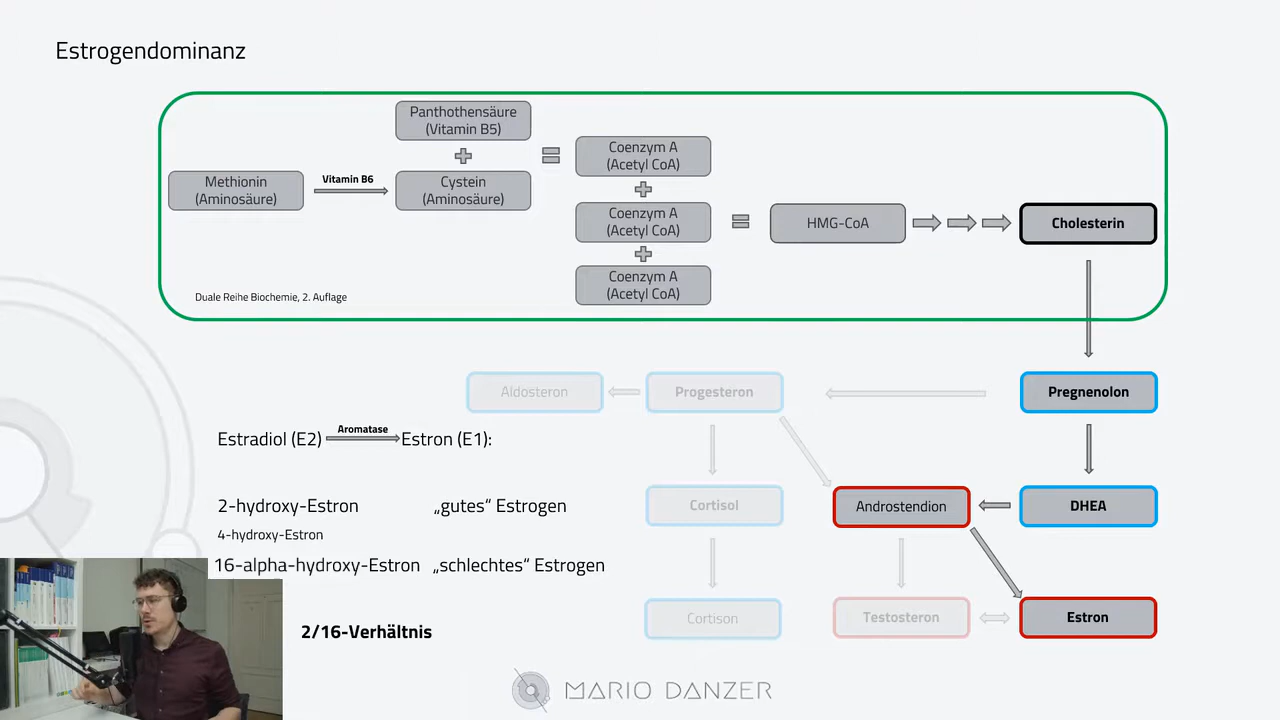 Estrogendominanz
Panthothensäure
(Vitamin B5)
Methionin
(Aminosäure)
Vitamin B6
Cystein
(Aminosäure)
Coenzym A
(Acetyl CoA)
Coenzym A
(Acetyl CoA)
Coenzym A
(Acetyl CoA)
HMG-CoA
Cholesterin
Duale Reihe Biochemie, 2. Auflage
Aldosteron
Progesteron
Pregnenolon
Estradiol (E2)
Aromatase
Estron (E1):
2-hydroxy-Estron
„gutes“ Estrogen
4-hydroxy-Estron
16-alpha-hydroxy-Estron
„schlechtes“ Estrogen
2/16-Verhältnis
Cortisol
Androstendion
DHEA
Cortison
Testosteron
Estron
MARIO DANZER